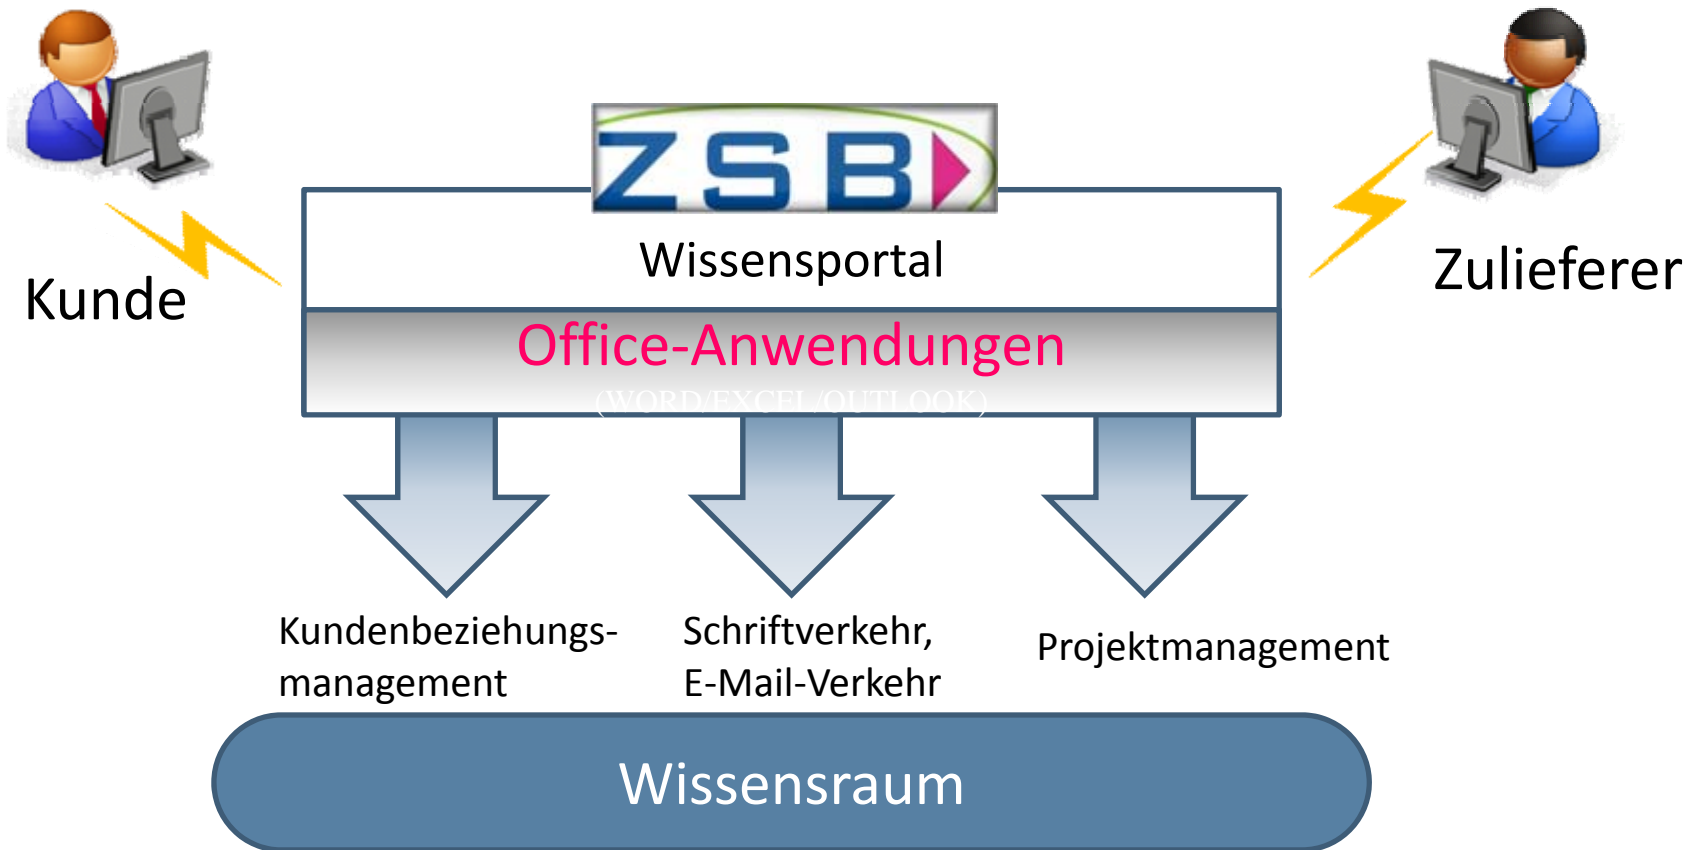 ZSB
Wissensportal
Kunde
Zulieferer
Office-Anwendungen
(WORD/EXCEL/OUTLOOK)
Kundenbeziehungs-
management
Schriftverkehr,
E-Mail-Verkehr
Projektmanagement
Wissensraum